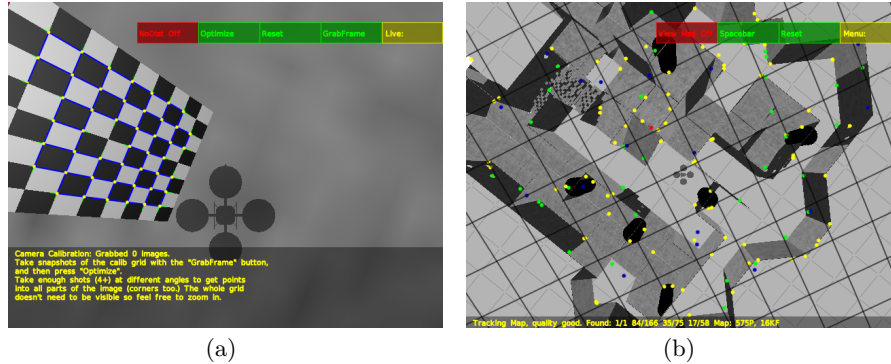 NoDist Off Optimize Reset GrabFrame Live:
Camera Calibration: Grabbed 0 images.
Take snapshots of the calib grid with the "GrabFrame" button,
and then press "Optimize".
Take enough shots (4+) at different angles to get points
into all parts of the image (corners too.) The whole grid
doesn't need to be visible so feel free to zoom in.
(a)
View Map Off Spacebar Reset Menu:
Tracking Map, quality good. Found: 1/1 84/166 35/75 17/58 Map: 575P, 16KF
(b)